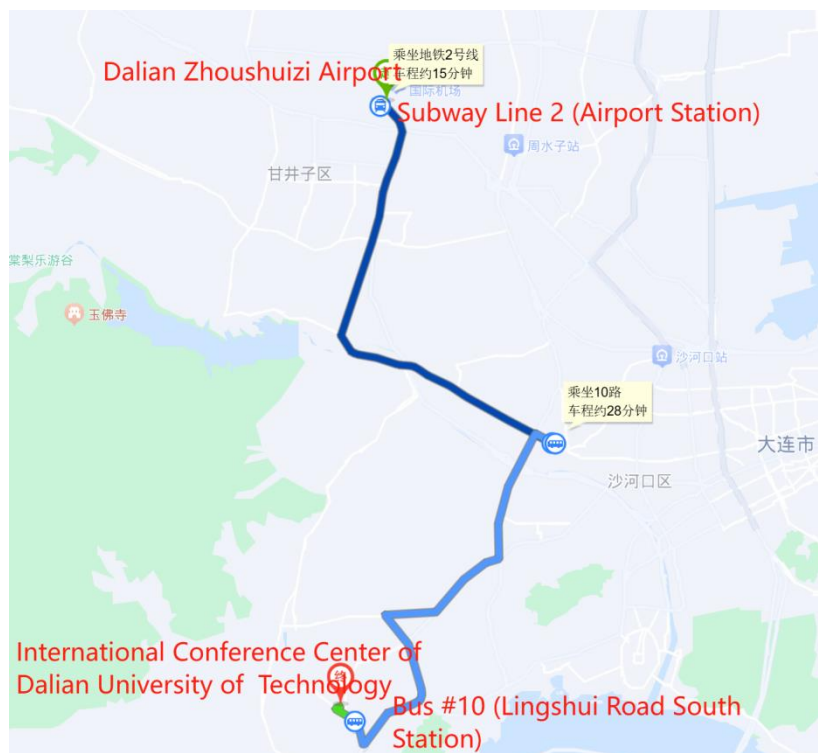 乘坐地铁2号线
车程约15分钟
Dalian Zhoushuizi Airport
国际机场
Subway Line 2 (Airport Station)
周水子站
甘井子区
棠梨乐游谷
玉佛寺
沙河口站
乘坐10路
车程约28分钟
大连市
沙河口区
International Conference Center of
Dalian University of Technology
终
Bus #10 (Lingshui Road South
Station)